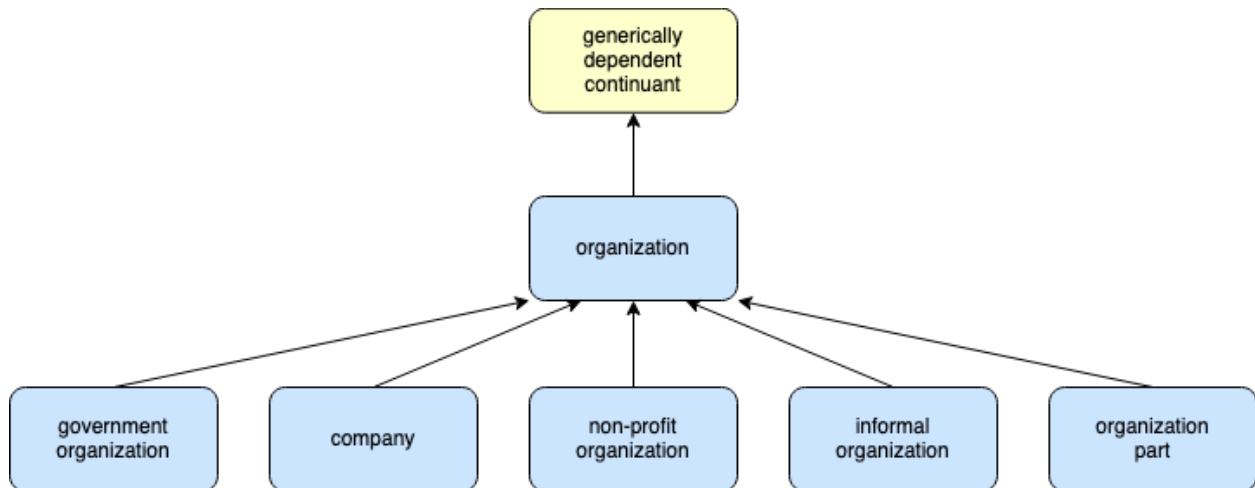 generically
dependent
continuant
organization
government
organization
company
non-profit
organization
informal
organization
organization
part